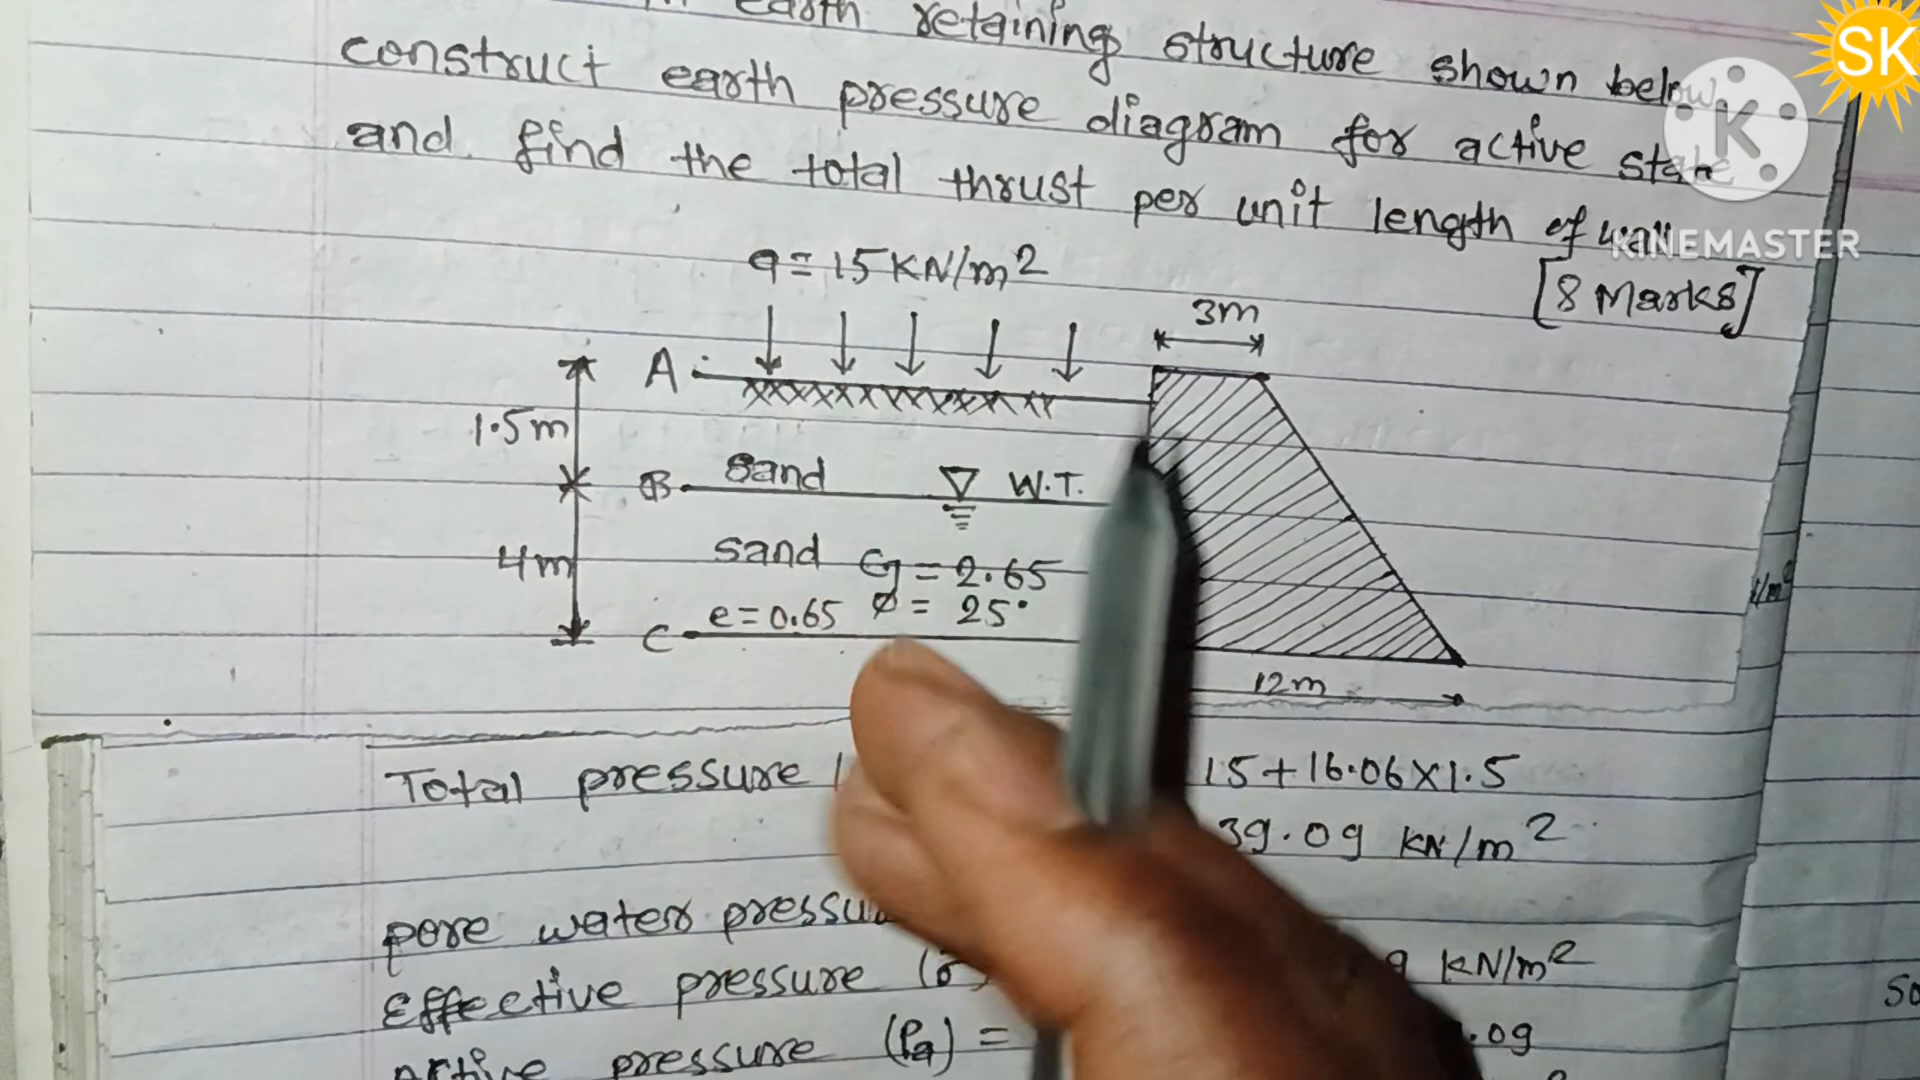 earth retaining structure shown below
construct earth pressure diagram for active state
and find the total thrust per unit length of wall
[8 Marks]
q = 15 KN/m2
3m
A
1.5m
B sand W.T.
4m
sand G = 2.65
e = 0.65 ø = 25°
C
12m
Total pressure 15 + 16.06 x 1.5
39.09 KN/m2
pore water
Effective pressure (σ̄) 9 KN/m2
Active pressure (Pa) = .09
SK
K
KINEMASTER